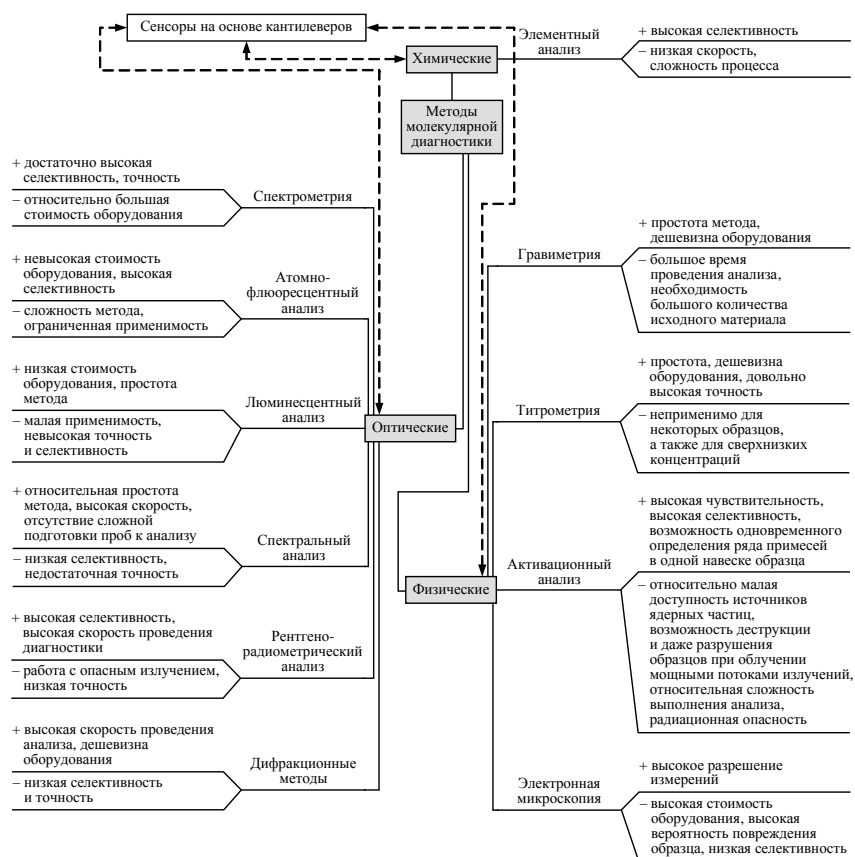 Сенсоры на основе кантилеверов
Химические
Элементный
анализ
+ высокая селективность
– низкая скорость,
сложность процесса
Методы
молекулярной
диагностики
+ достаточно высокая
селективность, точность
– относительно большая
стоимость оборудования
Спектрометрия
+ невысокая стоимость
оборудования, высокая
селективность
– сложность метода,
ограниченная применимость
Атомно-
флюоресцентный
анализ
+ низкая стоимость
оборудования, простота
метода
– малая применимость,
невысокая точность
и селективность
Люминесцентный
анализ
Оптические
+ относительная простота
метода, высокая скорость,
отсутствие сложной
подготовки проб к анализу
– низкая селективность,
недостаточная точность
Спектральный
анализ
+ высокая селективность,
высокая скорость проведения
диагностики
– работа с опасным излучением,
низкая точность
Рентгено-
радиометрический
анализ
+ высокая скорость проведения
анализа, дешевизна
оборудования
– низкая селективность
и точность
Дифракционные
методы
Гравиметрия
+ простота метода,
дешевизна оборудования
– большое время
проведения анализа,
необходимость
большого количества
исходного материала
Титрометрия
+ простота, дешевизна
оборудования, довольно
высокая точность
– неприменимо для
некоторых образцов,
а также для сверхнизких
концентраций
Физические
Активационный
анализ
+ высокая чувствительность,
высокая селективность,
возможность одновременного
определения ряда примесей
в одной навеске образца
– относительно малая
доступность источников
ядерных частиц,
возможность деструкции
и даже разрушения
образцов при облучении
мощными потоками излучений,
относительная сложность
выполнения анализа,
радиационная опасность
Электронная
микроскопия
+ высокое разрешение
измерений
– высокая стоимость
оборудования, высокая
вероятность повреждения
образца, низкая селективность